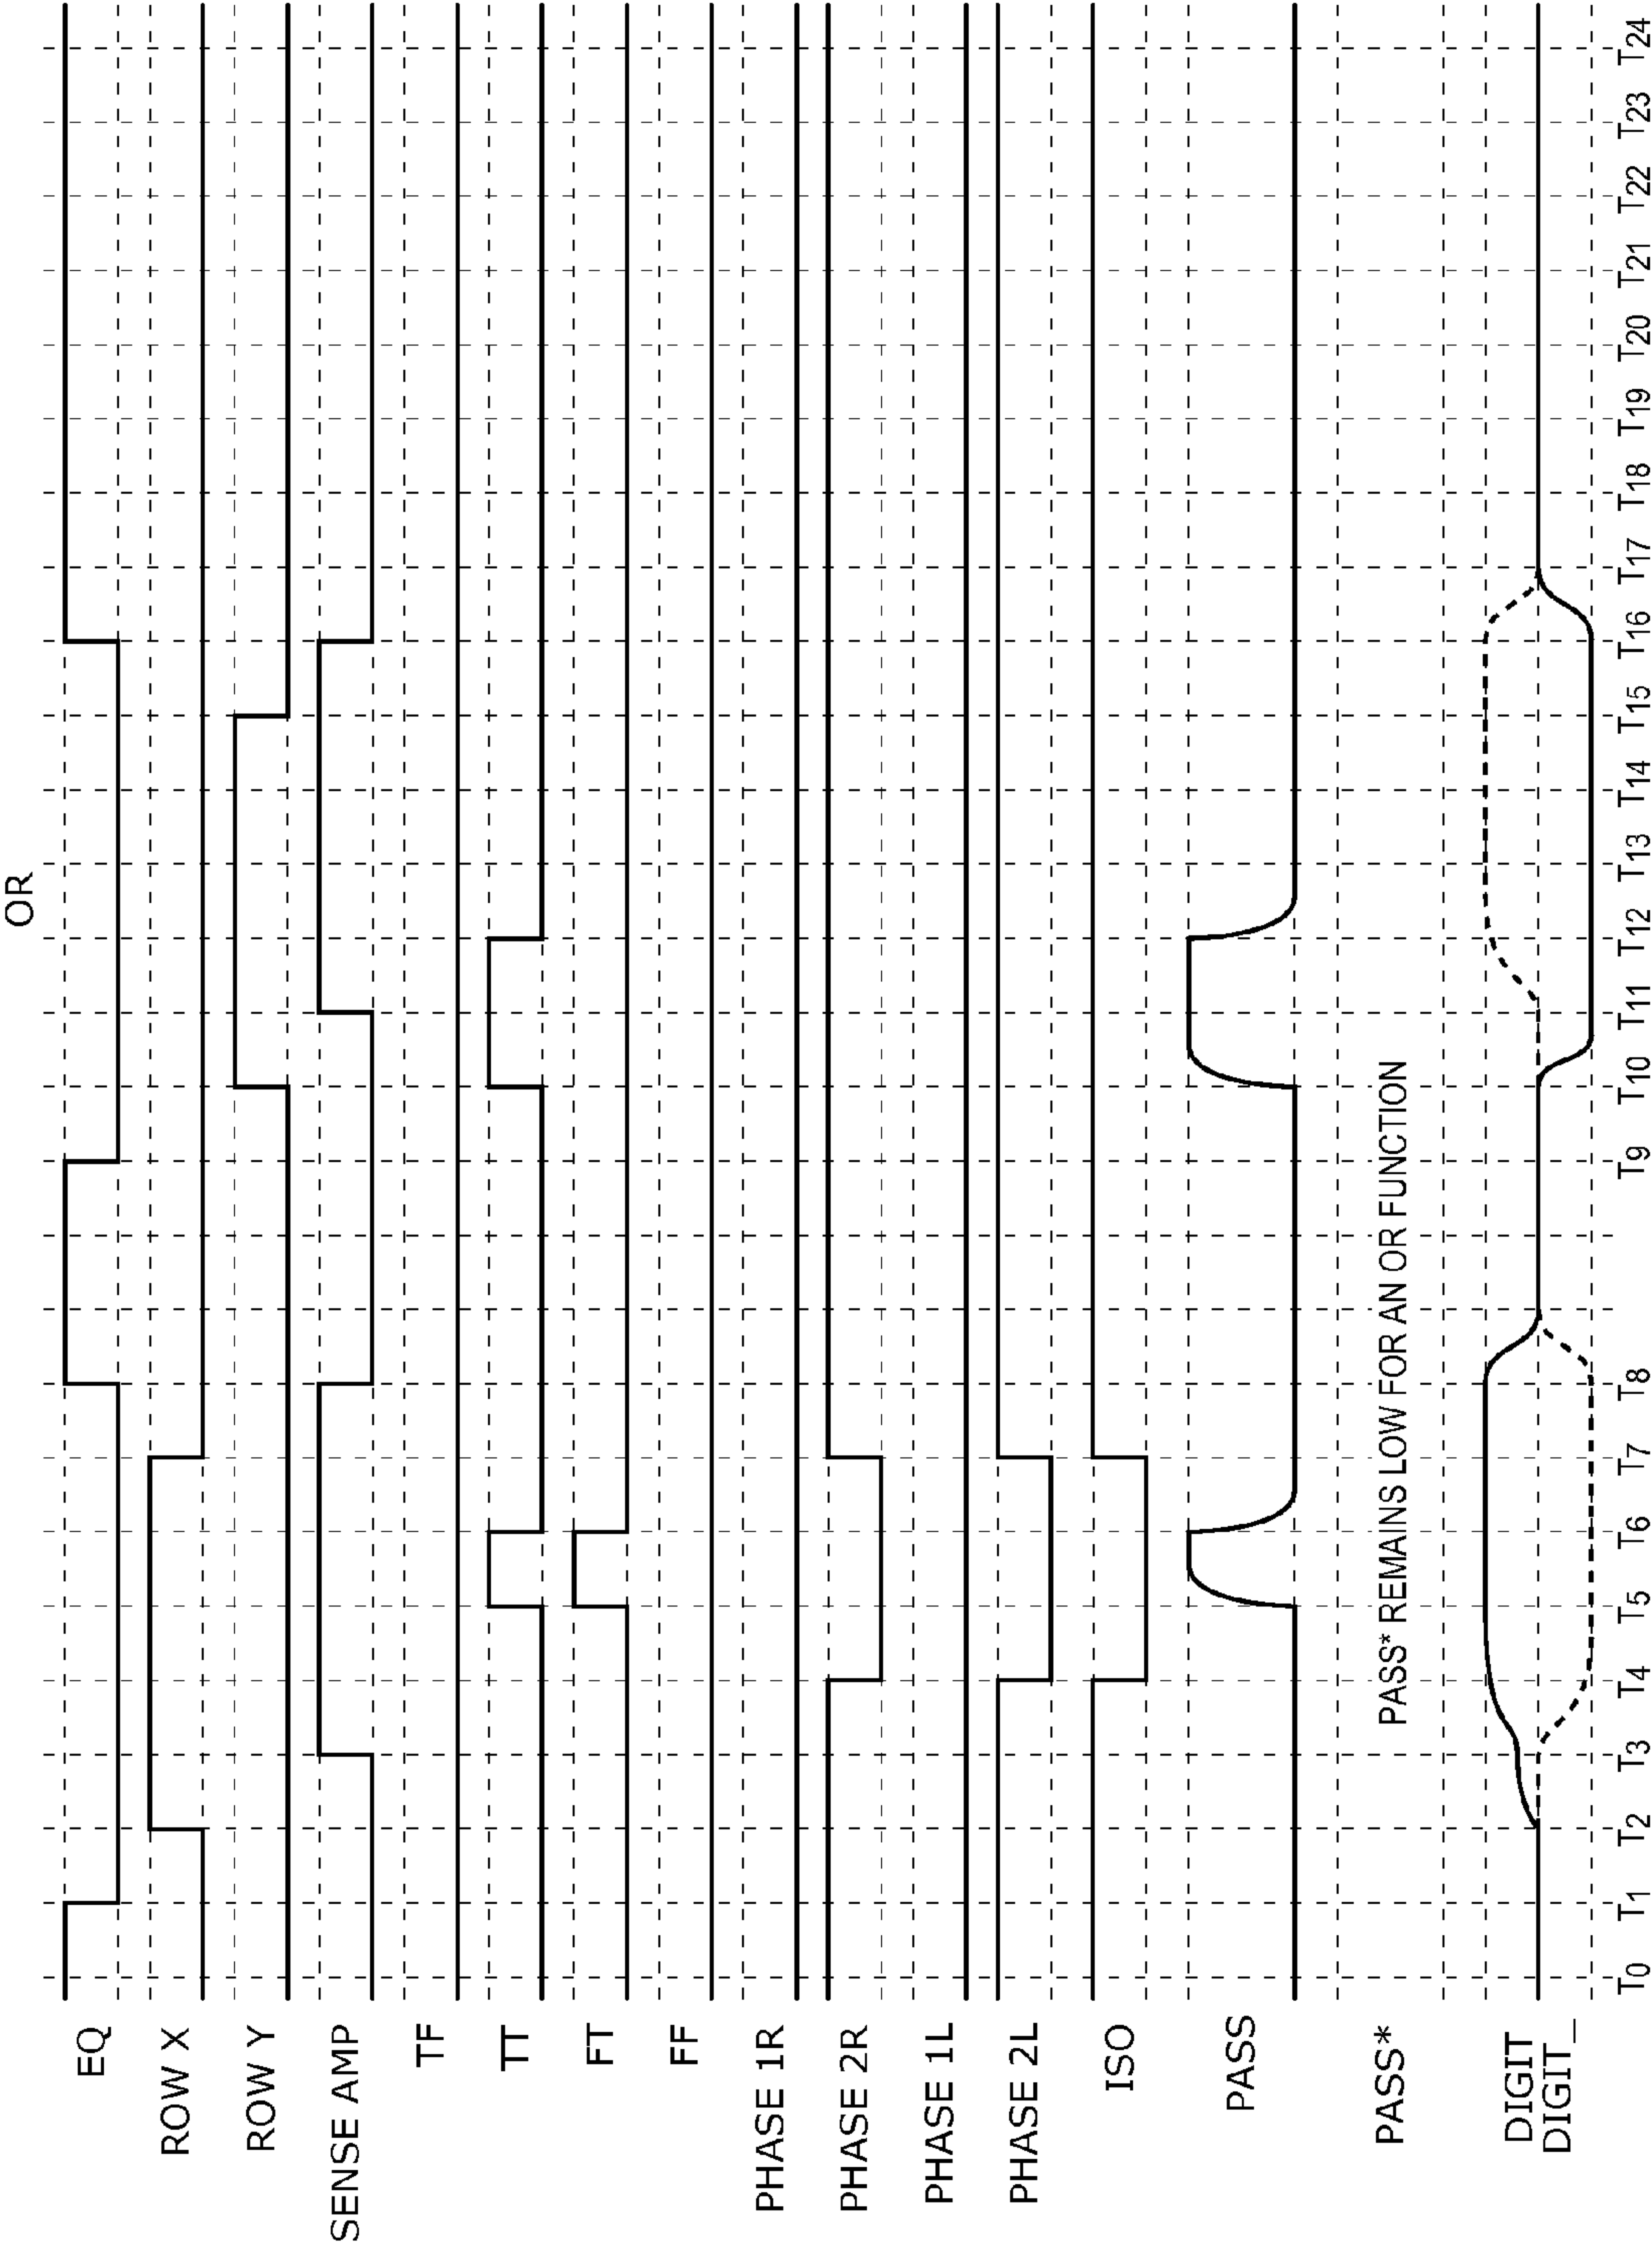 OR
EQ
ROW X
ROW Y
SENSE AMP
TF
TT
FT
FF
PHASE 1R
PHASE 2R
PHASE 1L
PHASE 2L
ISO
PASS
PASS*
PASS* REMAINS LOW FOR AN OR FUNCTION
DIGIT
DIGIT_
T0 T1 T2 T3 T4 T5 T6 T7 T8 T9 T10 T11 T12 T13 T14 T15 T16 T17 T18 T19 T20 T21 T22 T23 T24